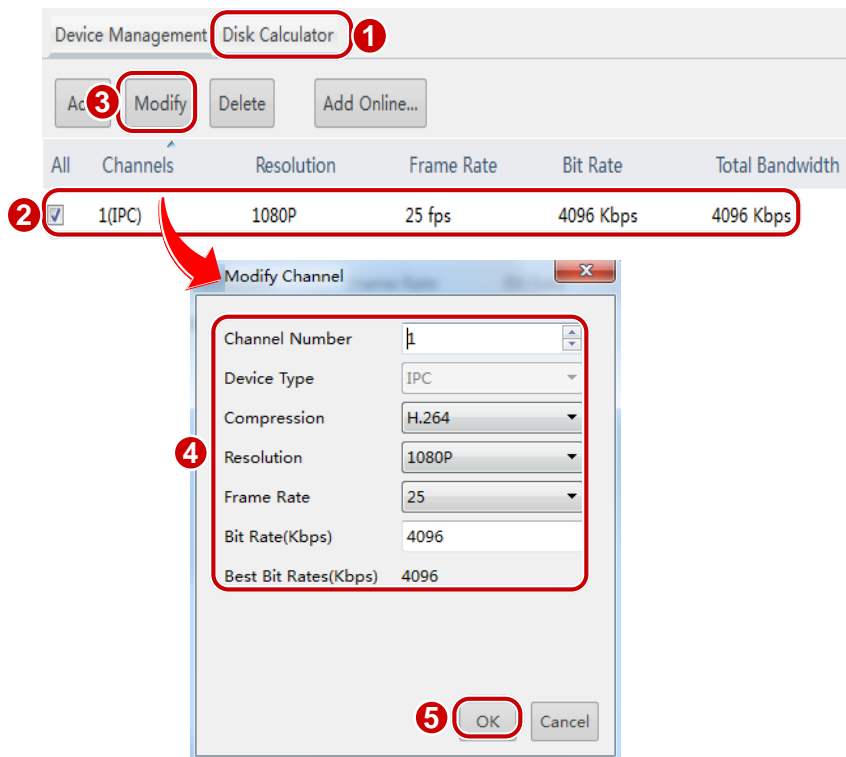 Device Management Disk Calculator 1
3 Modify Delete Add Online...
All Channels Resolution Frame Rate Bit Rate Total Bandwidth
2 1(IPC) 1080P 25 fps 4096 Kbps 4096 Kbps
Modify Channel
Channel Number 1
Device Type IPC
Compression H.264
4 Resolution 1080P
Frame Rate 25
Bit Rate(Kbps) 4096
Best Bit Rates(Kbps) 4096
5 OK Cancel